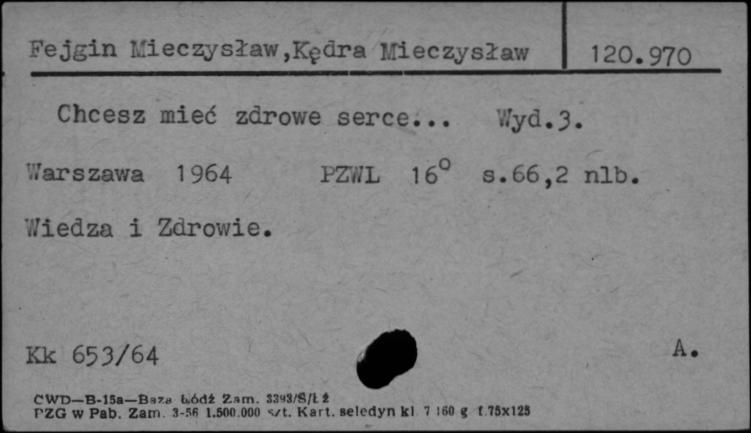 Fejgin Mieczysław,Kędra Mieczysław 120.970
Chcesz mieć zdrowe serce... Wyd.3.
Warszawa 1964 PZWL 16° s.66,2 nlb.
Wiedza i Zdrowie.
Kk 653/64 A.
CWD—B-15a—Baza Łódź Zam. 3393/S/Łź
PZG w Pab. Zam. 3-56 1.500.000 szt. Kart. seledyn kl 7 160 g f.75x125